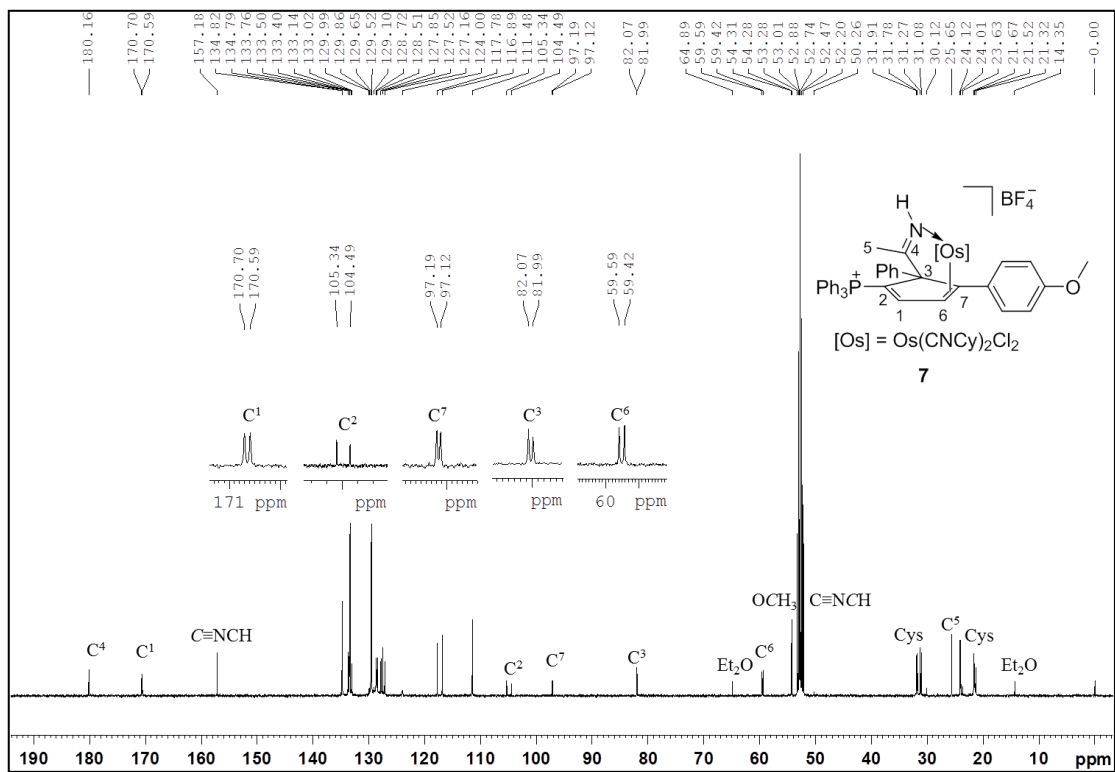 180.16
170.70
170.59
157.18
134.82
134.79
133.76
133.50
133.40
133.14
133.02
129.99
129.86
129.65
129.52
129.10
128.72
128.51
127.85
127.52
127.16
124.00
117.78
116.89
111.48
105.34
104.49
97.19
97.12
82.07
81.99
64.89
59.59
59.42
54.31
54.28
53.28
53.01
52.88
52.74
52.47
52.20
50.26
31.91
31.78
31.27
31.08
30.12
25.65
24.12
24.01
23.63
21.67
21.52
21.32
14.35
-0.00
BF4−
H
N
5
4
[Os]
Ph
3
Ph3P+
2
1
6
7
O
[Os] = Os(CNCy)2Cl2
7
170.70
170.59
105.34
104.49
97.19
97.12
82.07
81.99
59.59
59.42
C1
C2
C7
C3
C6
171 ppm
ppm
ppm
ppm
60 ppm
C4
C1
C≡NCH
C2
C7
C3
Et2O
C6
OCH3
C≡NCH
Cys
C5
Cys
Et2O
190 180 170 160 150 140 130 120 110 100 90 80 70 60 50 40 30 20 10 ppm